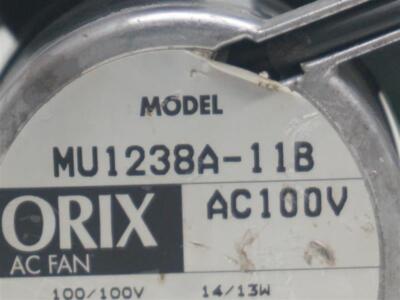 MODEL
MU1238A-11B
ORIX AC100V
AC FAN
100/100V 14/13W